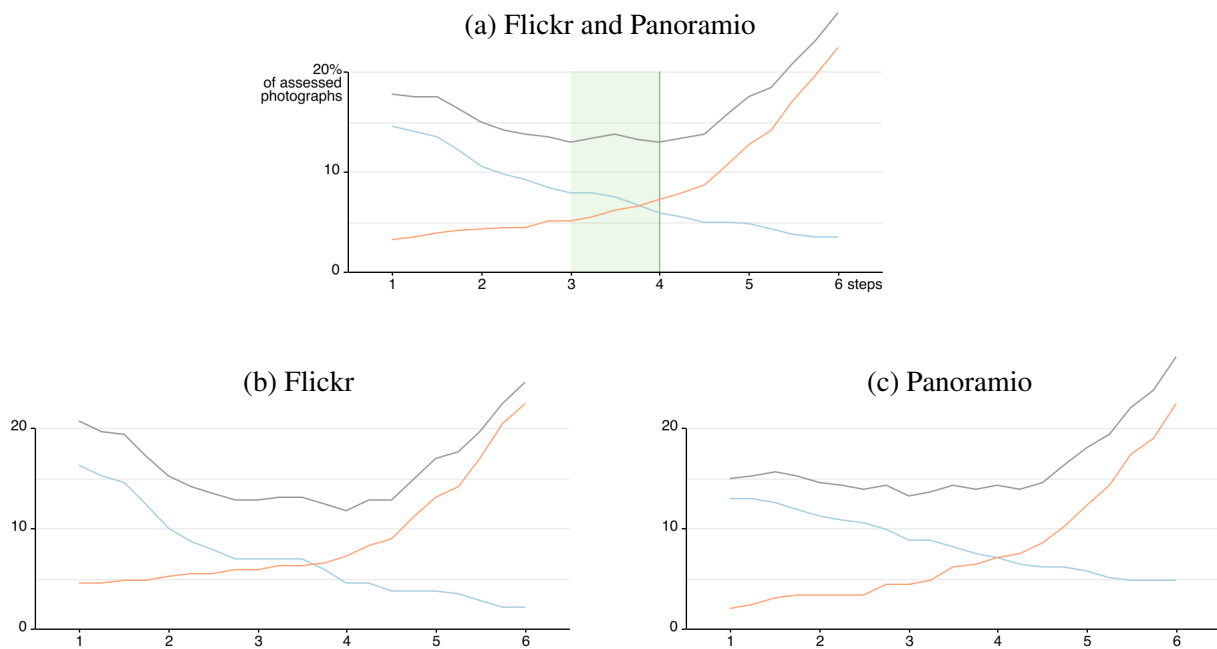 (a) Flickr and Panoramio
20%
of assessed
photographs
10
0
1 2 3 4 5 6 steps
(b) Flickr
20
10
0
1 2 3 4 5 6
(c) Panoramio
20
10
0
1 2 3 4 5 6